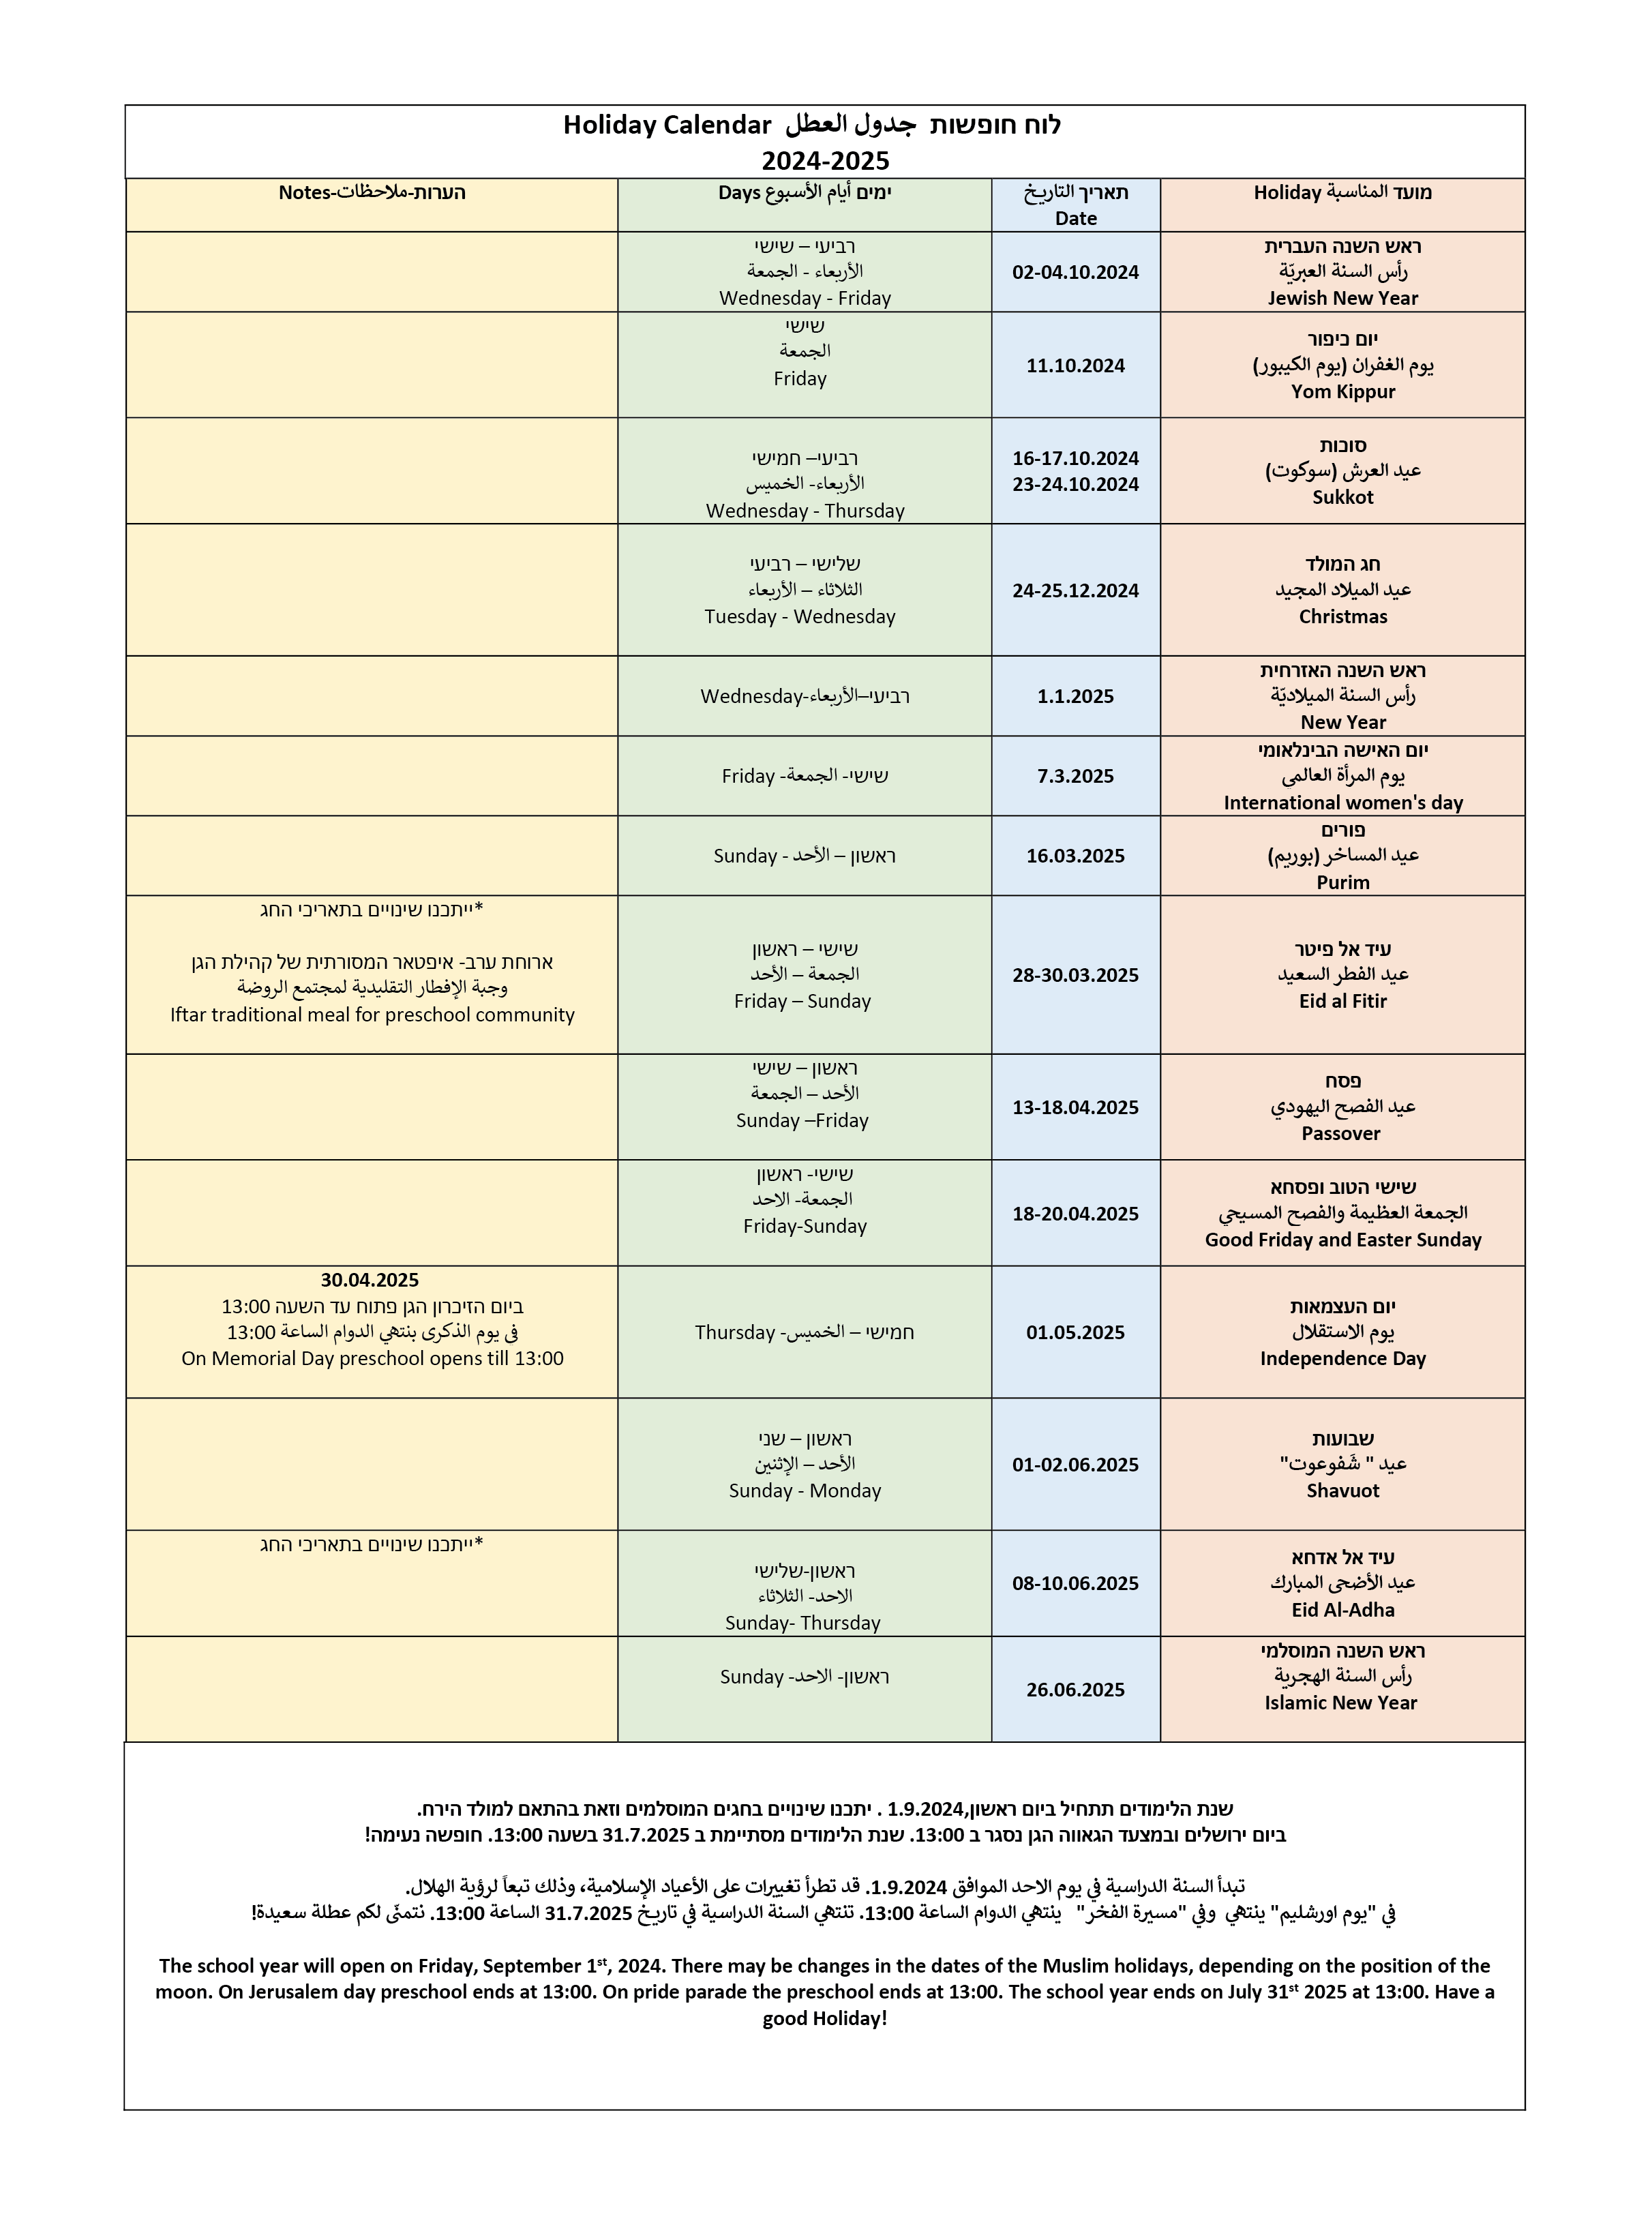 לוח חופשות جدول العطل Holiday Calendar
2024-2025
מועד المناسبة Holiday
תאריך التاريخ
Date
ימים أيام الأسبوع Days
הערות-ملاحظات-Notes
ראש השנה העברית
رأس السنة العبريّة
Jewish New Year
02-04.10.2024
רביעי – שישי
الأربعاء - الجمعة
Wednesday - Friday
יום כיפור
يوم الغفران (يوم الكيبور)
Yom Kippur
11.10.2024
שישי
الجمعة
Friday
סוכות
عيد العرش (سوكوت)
Sukkot
16-17.10.2024
23-24.10.2024
רביעי– חמישי
الأربعاء- الخميس
Wednesday - Thursday
חג המולד
عيد الميلاد المجيد
Christmas
24-25.12.2024
שלישי – רביעי
الثلاثاء – الأربعاء
Tuesday - Wednesday
ראש השנה האזרחית
رأس السنة الميلاديّة
New Year
1.1.2025
רביעי–الأربعاء-Wednesday
יום האישה הבינלאומי
يوم المرأة العالمي
International women's day
7.3.2025
שישי- الجمعة- Friday
פורים
عيد المساخر (بوريم)
Purim
16.03.2025
ראשון – الأحد - Sunday
עיד אל פיטר
عيد الفطر السعيد
Eid al Fitir
28-30.03.2025
שישי – ראשון
الجمعة – الأحد
Friday – Sunday
*ייתכנו שינויים בתאריכי החג
ארוחת ערב- איפטאר המסורתית של קהילת הגן
وجبة الإفطار التقليدية لمجتمع الروضة
Iftar traditional meal for preschool community
פסח
عيد الفصح اليهودي
Passover
13-18.04.2025
ראשון – שישי
الأحد – الجمعة
Sunday –Friday
שישי הטוב ופסחא
الجمعة العظيمة والفصح المسيحي
Good Friday and Easter Sunday
18-20.04.2025
שישי- ראשון
الجمعة- الاحد
Friday-Sunday
יום העצמאות
يوم الاستقلال
Independence Day
01.05.2025
חמישי – الخميس- Thursday
30.04.2025
ביום הזיכרון הגן פתוח עד השעה 13:00
في يوم الذكرى بنتهي الدوام الساعة 13:00
On Memorial Day preschool opens till 13:00
שבועות
عيد " شَفوعوت"
Shavuot
01-02.06.2025
ראשון – שני
الأحد – الإثنين
Sunday - Monday
עיד אל אדחא
عيد الأضحى المبارك
Eid Al-Adha
08-10.06.2025
ראשון-שלישי
الاحد- الثلاثاء
Sunday- Thursday
*ייתכנו שינויים בתאריכי החג
ראש השנה המוסלמי
رأس السنة الهجرية
Islamic New Year
26.06.2025
ראשון- الاحد- Sunday
שנת הלימודים תתחיל ביום ראשון,1.9.2024 . יתכנו שינויים בחגים המוסלמים וזאת בהתאם למולד הירח.
ביום ירושלים ובמצעד הגאווה הגן נסגר ב 13:00. שנת הלימודים מסתיימת ב 31.7.2025 בשעה 13:00. חופשה נעימה!
تبدأ السنة الدراسية في يوم الاحد الموافق 1.9.2024. قد تطرأ تغييرات على الأعياد الإسلامية، وذلك تبعاً لرؤية الهلال.
في "يوم اورشليم" ينتهي وفي "مسيرة الفخر" ينتهي الدوام الساعة 13:00. تنتهي السنة الدراسية في تاريخ 31.7.2025 الساعة 13:00. نتمنّى لكم عطلة سعيدة!
The school year will open on Friday, September 1st, 2024. There may be changes in the dates of the Muslim holidays, depending on the position of the
moon. On Jerusalem day preschool ends at 13:00. On pride parade the preschool ends at 13:00. The school year ends on July 31st 2025 at 13:00. Have a
good Holiday!